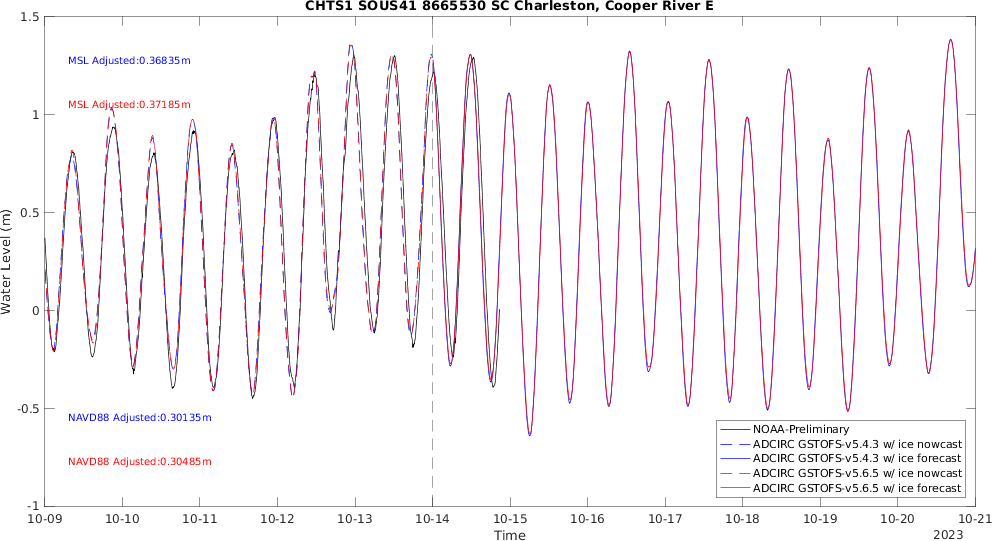 CHTS1 SOUS41 8665530 SC Charleston, Cooper River E
1.5
1
0.5
0
-0.5
-1
Water Level (m)
MSL Adjusted:0.36835m
MSL Adjusted:0.37185m
NAVD88 Adjusted:0.30135m
NAVD88 Adjusted:0.30485m
NOAA-Preliminary
ADCIRC GSTOFS-v5.4.3 w/ ice nowcast
ADCIRC GSTOFS-v5.4.3 w/ ice forecast
ADCIRC GSTOFS-v5.6.5 w/ ice nowcast
ADCIRC GSTOFS-v5.6.5 w/ ice forecast
10-09 10-10 10-11 10-12 10-13 10-14 10-15 10-16 10-17 10-18 10-19 10-20 10-21
Time
2023